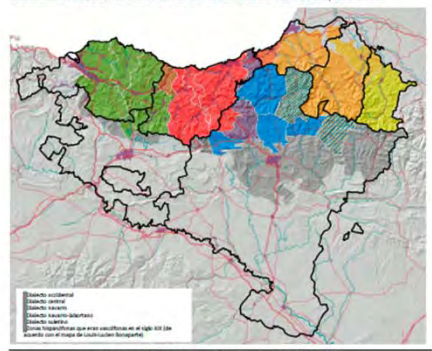 Dialecto occidental
Dialecto central
Dialecto navarro
Dialecto navarro-labortano
Dialecto suletino
Zonas hispanófonas que eran vascófonas en el siglo XIX (de
acuerdo con el mapa de Louis-Lucien Bonaparte)